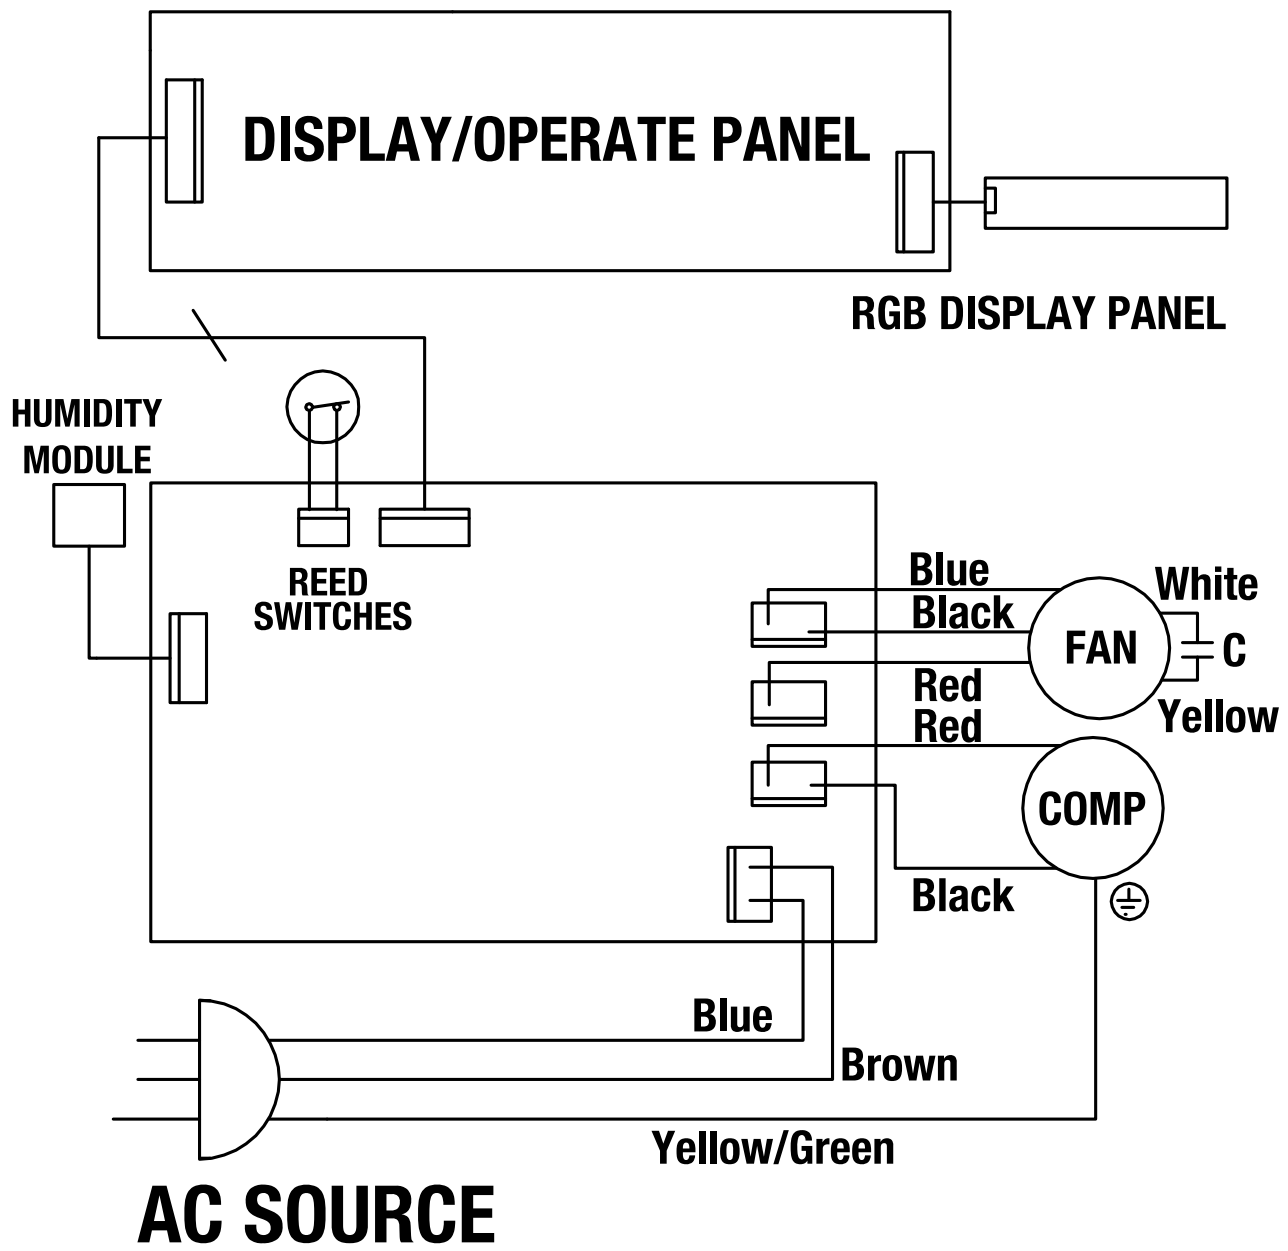 DISPLAY/OPERATE PANEL
RGB DISPLAY PANEL
HUMIDITY
MODULE
REED
SWITCHES
Blue
Black
Red
Red
Black
FAN
White
C
Yellow
COMP
Blue
Brown
Yellow/Green
AC SOURCE